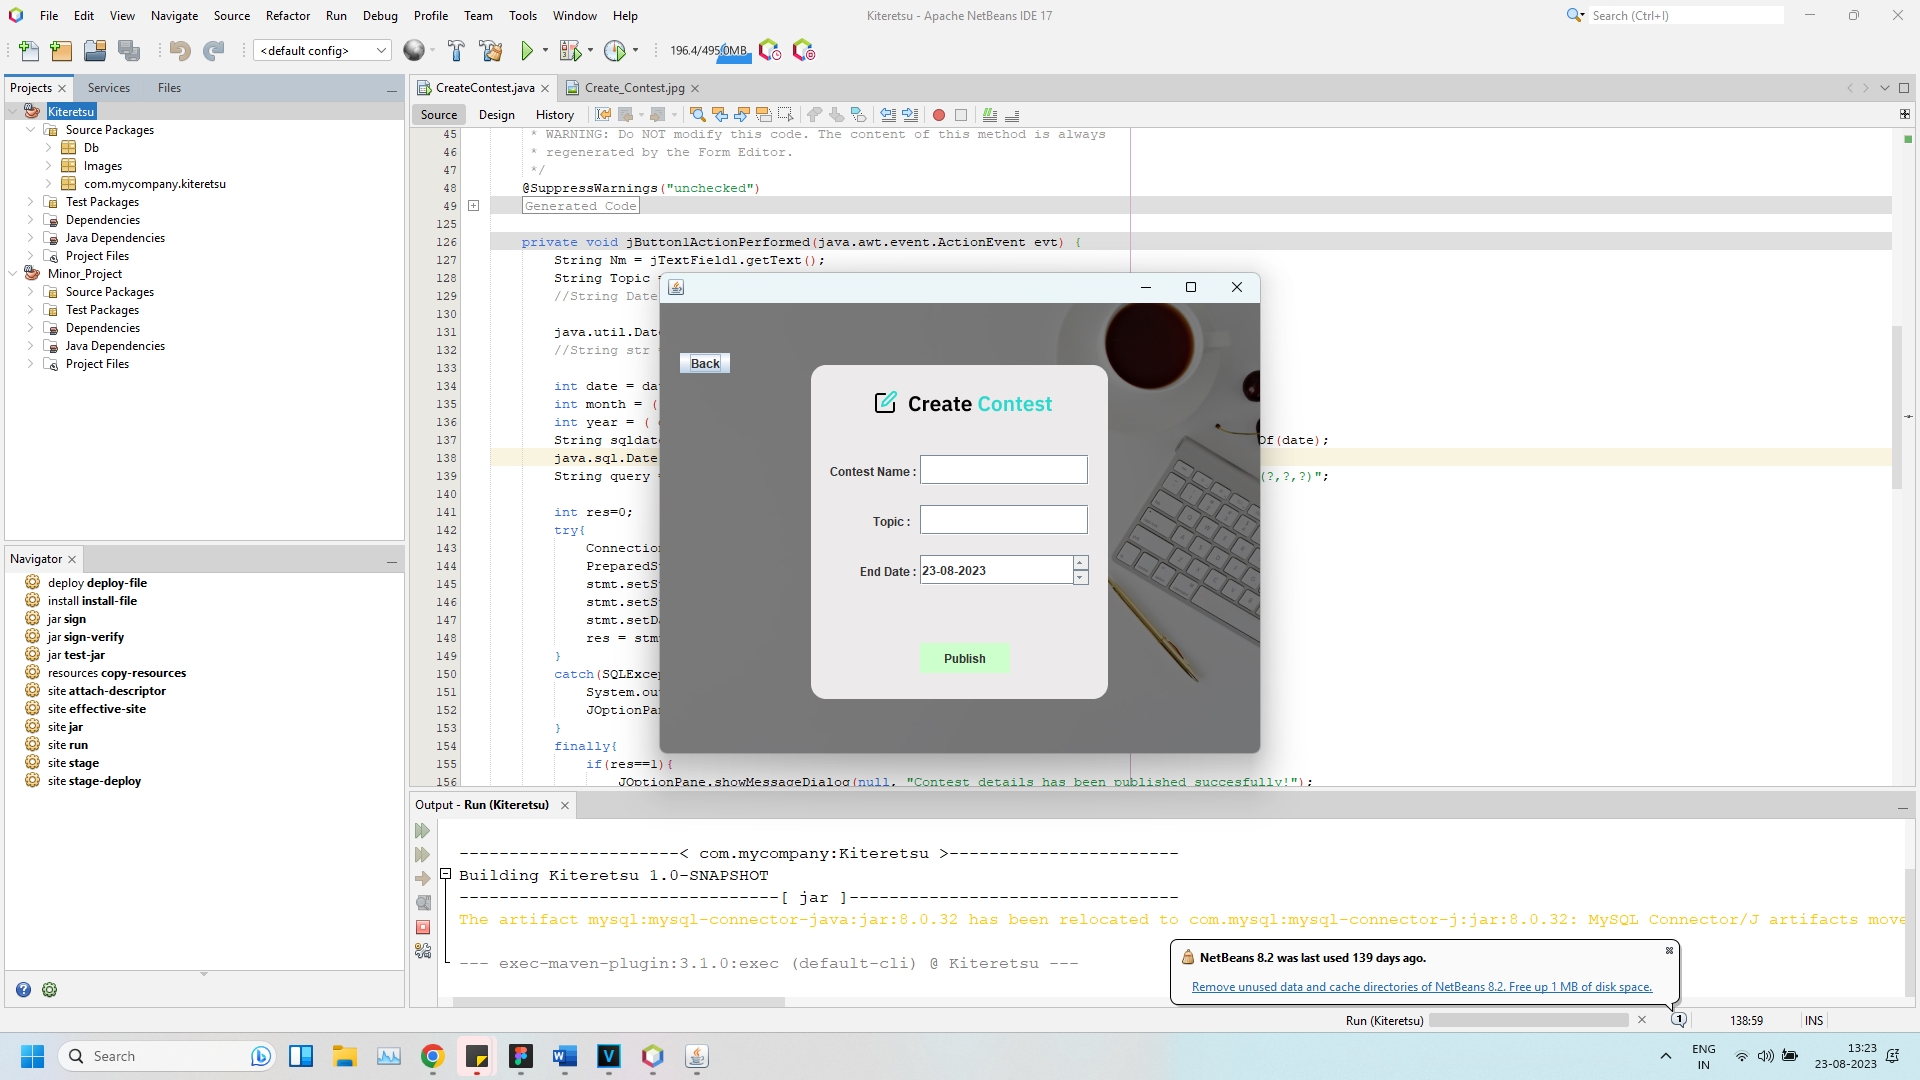 File Edit View Navigate Source Refactor Run Debug Profile Team Tools Window Help
Kiteretsu - Apache NetBeans IDE 17
Search (Ctrl+I)
<default config>
196.4/495.0MB
Projects
Services
Files
Kiteretsu
Source Packages
Db
Images
com.mycompany.kiteretsu
Test Packages
Dependencies
Java Dependencies
Project Files
Minor_Project
Source Packages
Test Packages
Dependencies
Java Dependencies
Project Files
Navigator
deploy deploy-file
install install-file
jar sign
jar sign-verify
jar test-jar
resources copy-resources
site attach-descriptor
site effective-site
site jar
site run
site stage
site stage-deploy
CreateContest.java
Create_Contest.jpg
Source Design History
45 * WARNING: Do NOT modify this code. The content of this method is always
46 * regenerated by the Form Editor.
47 */
48 @SuppressWarnings("unchecked")
49 Generated Code
125
126 private void jButton1ActionPerformed(java.awt.event.ActionEvent evt) {
127 String Nm = jTextField1.getText();
128 String Topic =
129 //String Date
130
131 java.util.Date
132 //String str =
133
134 int date = da
135 int month = (
136 int year = (
137 String sqldate Of(date);
138 java.sql.Date
139 String query = (?,?,?)";
140
141 int res=0;
142 try{
143 Connection
144 PreparedSt
145 stmt.setSt
146 stmt.setSt
147 stmt.setDa
148 res = stmt
149 }
150 catch(SQLExcep
151 System.out
152 JOptionPan
153 }
154 finally{
155 if(res==1){
156 JOptionPane.showMessageDialog(null, "Contest details has been published succesfully!");
Back
Create Contest
Contest Name :
Topic :
End Date : 23-08-2023
Publish
Output - Run (Kiteretsu)
----------------------< com.mycompany:Kiteretsu >-----------------------
Building Kiteretsu 1.0-SNAPSHOT
--------------------------------[ jar ]---------------------------------
The artifact mysql:mysql-connector-java:jar:8.0.32 has been relocated to com.mysql:mysql-connector-j:jar:8.0.32: MySQL Connector/J artifacts move
--- exec-maven-plugin:3.1.0:exec (default-cli) @ Kiteretsu ---
NetBeans 8.2 was last used 139 days ago.
Remove unused data and cache directories of NetBeans 8.2. Free up 1 MB of disk space.
Run (Kiteretsu)
1
138:59
INS
Search
ENG
IN
13:23
23-08-2023